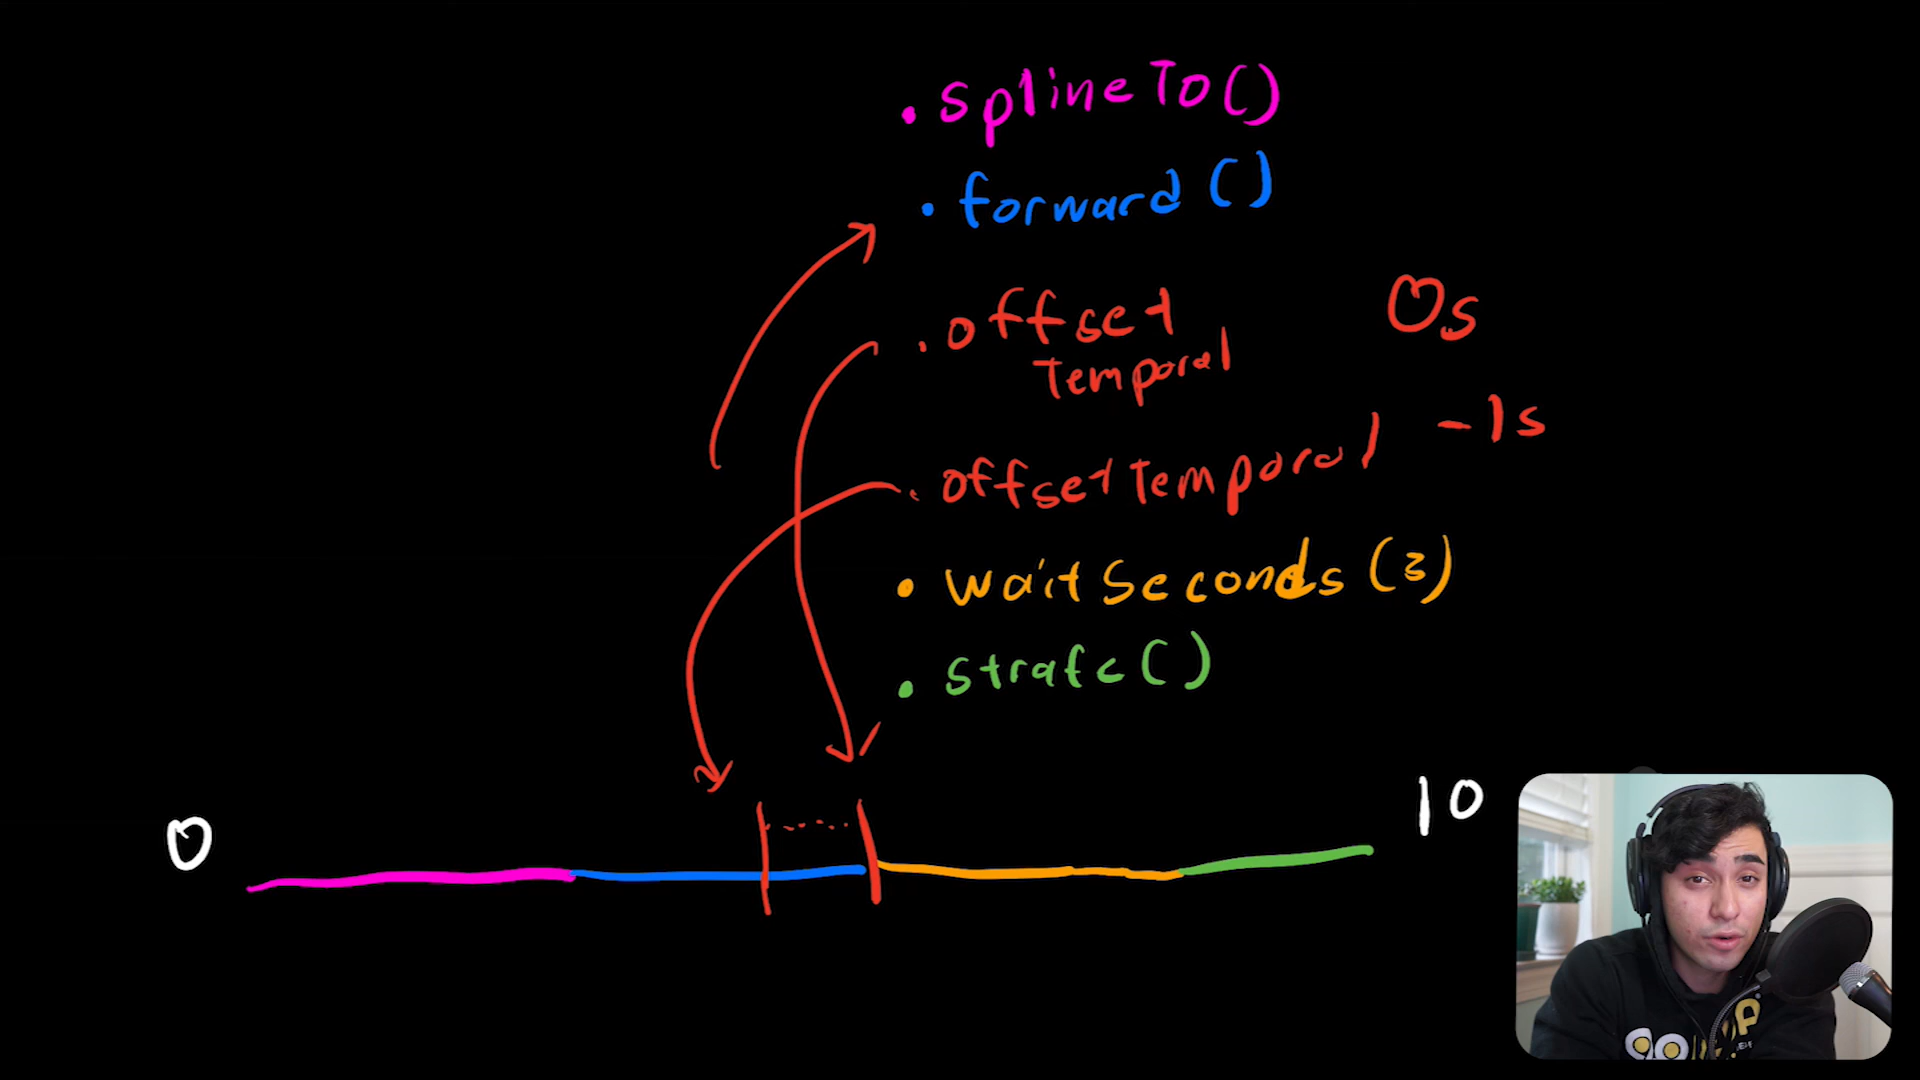 • splineTo()
• forward()
• offset 0s
Temporal
• offsetTemporal -1s
• waitSeconds(3)
• strafe()
0 10